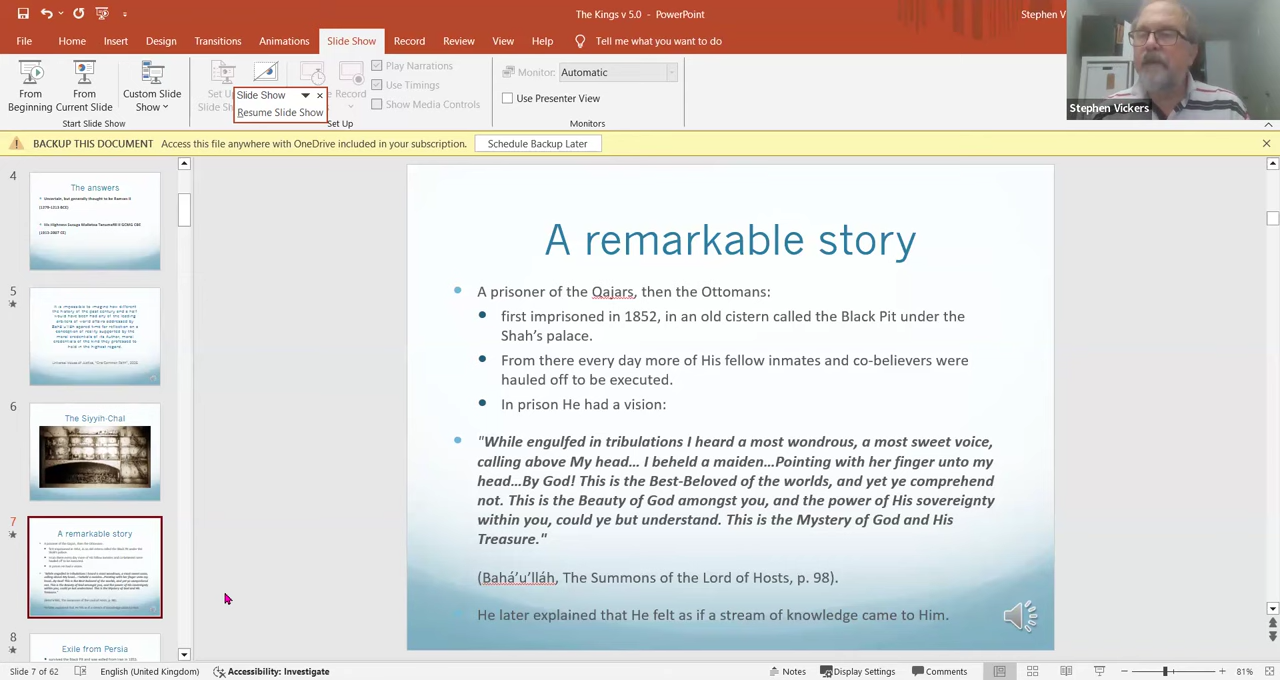 The Kings v 5.0 - PowerPoint
Stephen V
File Home Insert Design Transitions Animations Slide Show Record Review View Help Tell me what you want to do
From Beginning
From Current Slide
Custom Slide Show
Set
Slide Sh
Record
Slide Show
Resume Slide Show
Play Narrations
Use Timings
Show Media Controls
Monitor: Automatic
Use Presenter View
Start Slide Show
Set Up
Monitors
Stephen Vickers
BACKUP THIS DOCUMENT Access this file anywhere with OneDrive included in your subscription. Schedule Backup Later
4
The answers
5
6
The Siyyih-Chal
7
A remarkable story
8
Exile from Persia
A remarkable story
A prisoner of the Qajars, then the Ottomans:
first imprisoned in 1852, in an old cistern called the Black Pit under the
Shah's palace.
From there every day more of His fellow inmates and co-believers were
hauled off to be executed.
In prison He had a vision:
"While engulfed in tribulations I heard a most wondrous, a most sweet voice,
calling above My head... I beheld a maiden...Pointing with her finger unto my
head...By God! This is the Best-Beloved of the worlds, and yet ye comprehend
not. This is the Beauty of God amongst you, and the power of His sovereignty
within you, could ye but understand. This is the Mystery of God and His
Treasure."
(Bahá'u'lláh, The Summons of the Lord of Hosts, p. 98).
He later explained that He felt as if a stream of knowledge came to Him.
Slide 7 of 62 English (United Kingdom) Accessibility: Investigate Notes Display Settings Comments 81%